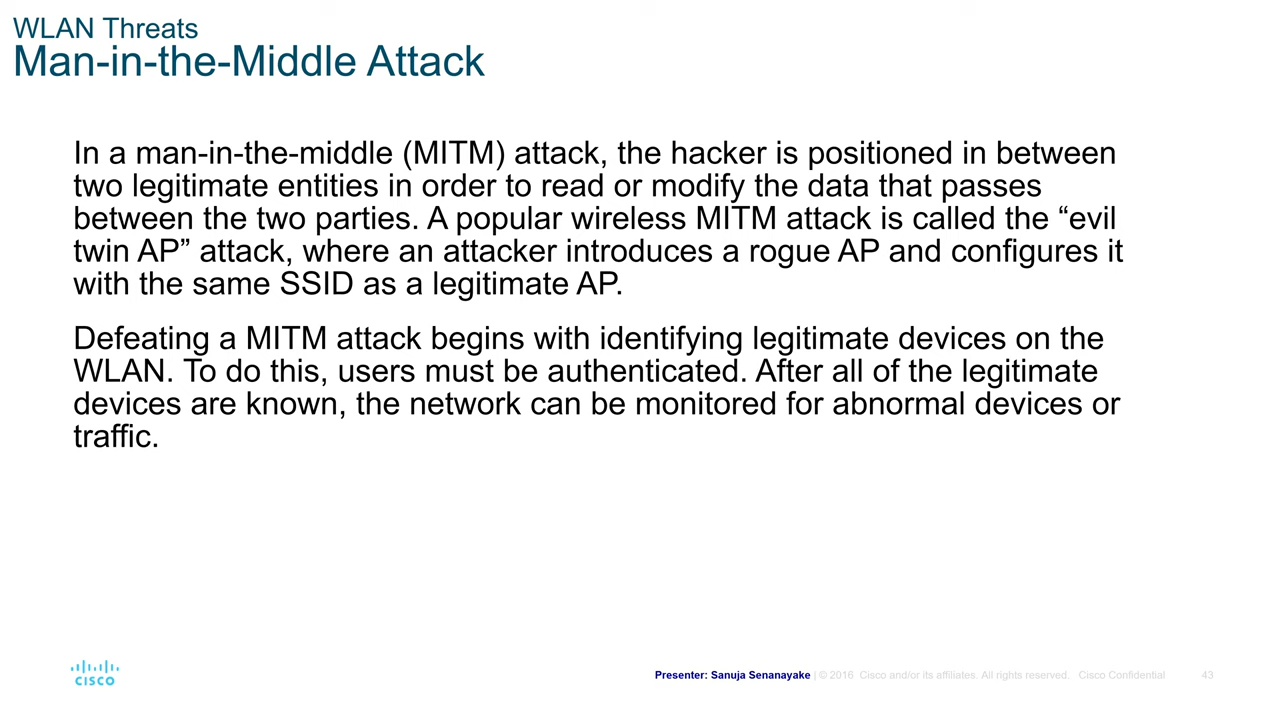 WLAN Threats
Man-in-the-Middle Attack
In a man-in-the-middle (MITM) attack, the hacker is positioned in between
two legitimate entities in order to read or modify the data that passes
between the two parties. A popular wireless MITM attack is called the “evil
twin AP” attack, where an attacker introduces a rogue AP and configures it
with the same SSID as a legitimate AP.
Defeating a MITM attack begins with identifying legitimate devices on the
WLAN. To do this, users must be authenticated. After all of the legitimate
devices are known, the network can be monitored for abnormal devices or
traffic.
CISCO
Presenter: Sanuja Senanayake | © 2016 Cisco and/or its affiliates. All rights reserved. Cisco Confidential 43